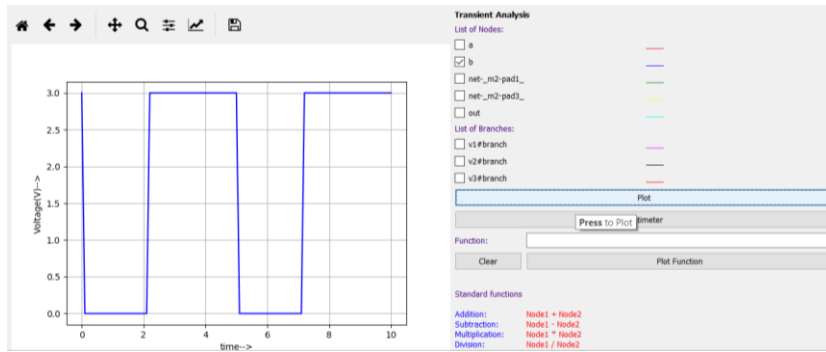 Transient Analysis
List of Nodes:
a
b
net-_m2-pad1_
net-_m2-pad3_
out
List of Branches:
v1#branch
v2#branch
v3#branch
Plot
Press to Plot
Function:
Clear
Plot Function
Standard functions
Addition: Node1 + Node2
Subtraction: Node1 - Node2
Multiplication: Node1 * Node2
Division: Node1 / Node2
Voltage(V)-->
3.0
2.5
2.0
1.5
1.0
0.5
0.0
0 2 4 6 8 10
time-->